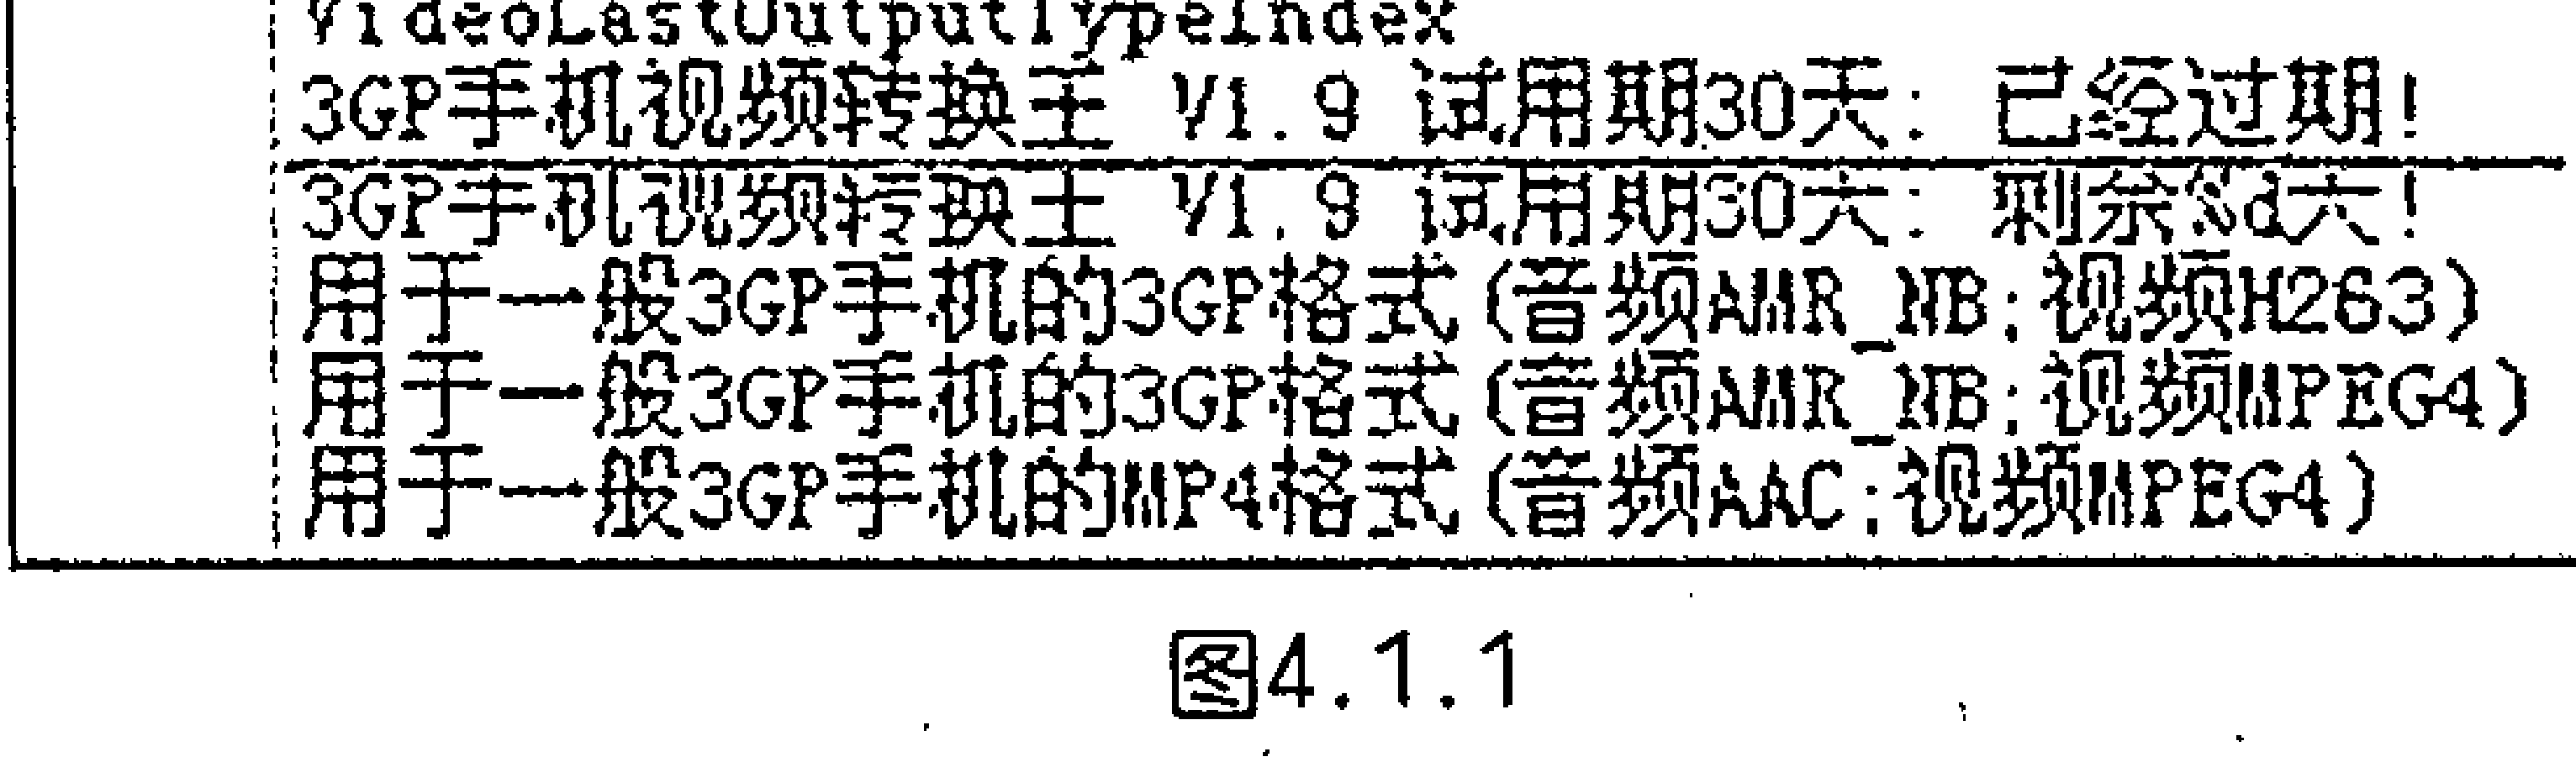 VideoLastOutputTypeIndex
3GP手机视频转换王 V1.9 试用期30天: 已经过期!
3GP手机视频转换王 V1.9 试用期30天: 剩余%d天!
用于一般3GP手机的3GP格式(音频AMR_NB;视频H263)
用于一般3GP手机的3GP格式(音频AMR_NB;视频MPEG4)
用于一般3GP手机的MP4格式(音频AAC;视频MPEG4)
图4.1.1